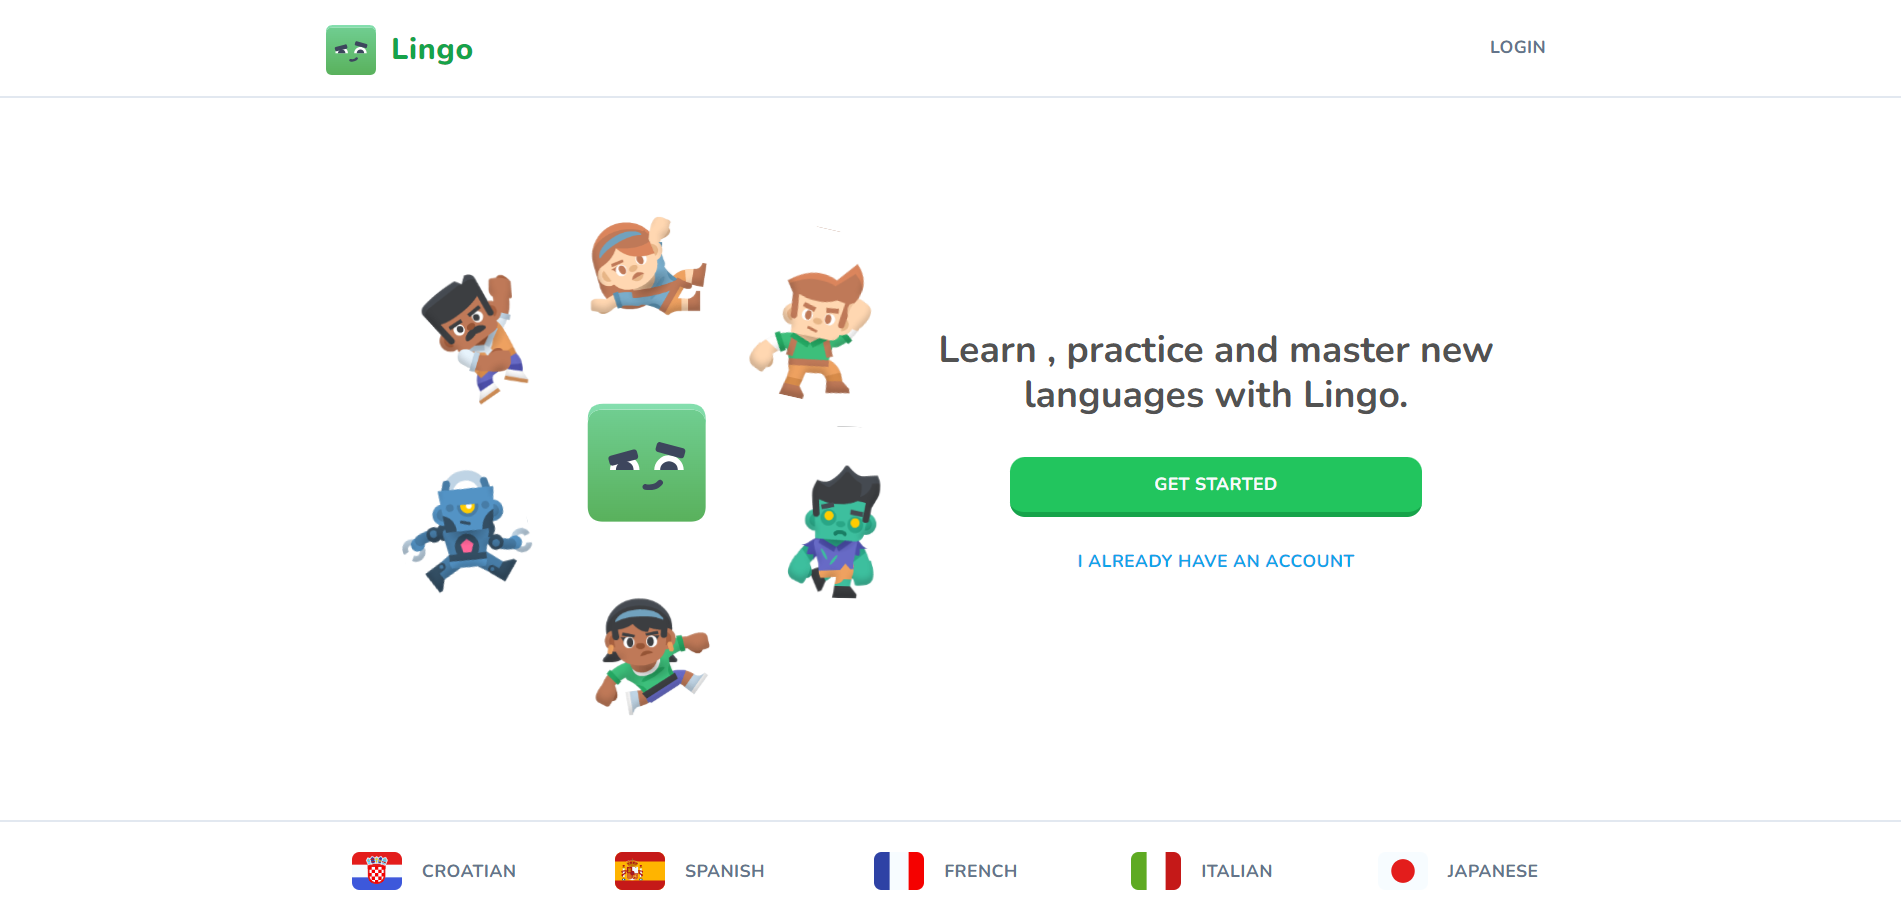 Lingo
LOGIN
Learn , practice and master new
languages with Lingo.
GET STARTED
I ALREADY HAVE AN ACCOUNT
CROATIAN
SPANISH
FRENCH
ITALIAN
JAPANESE